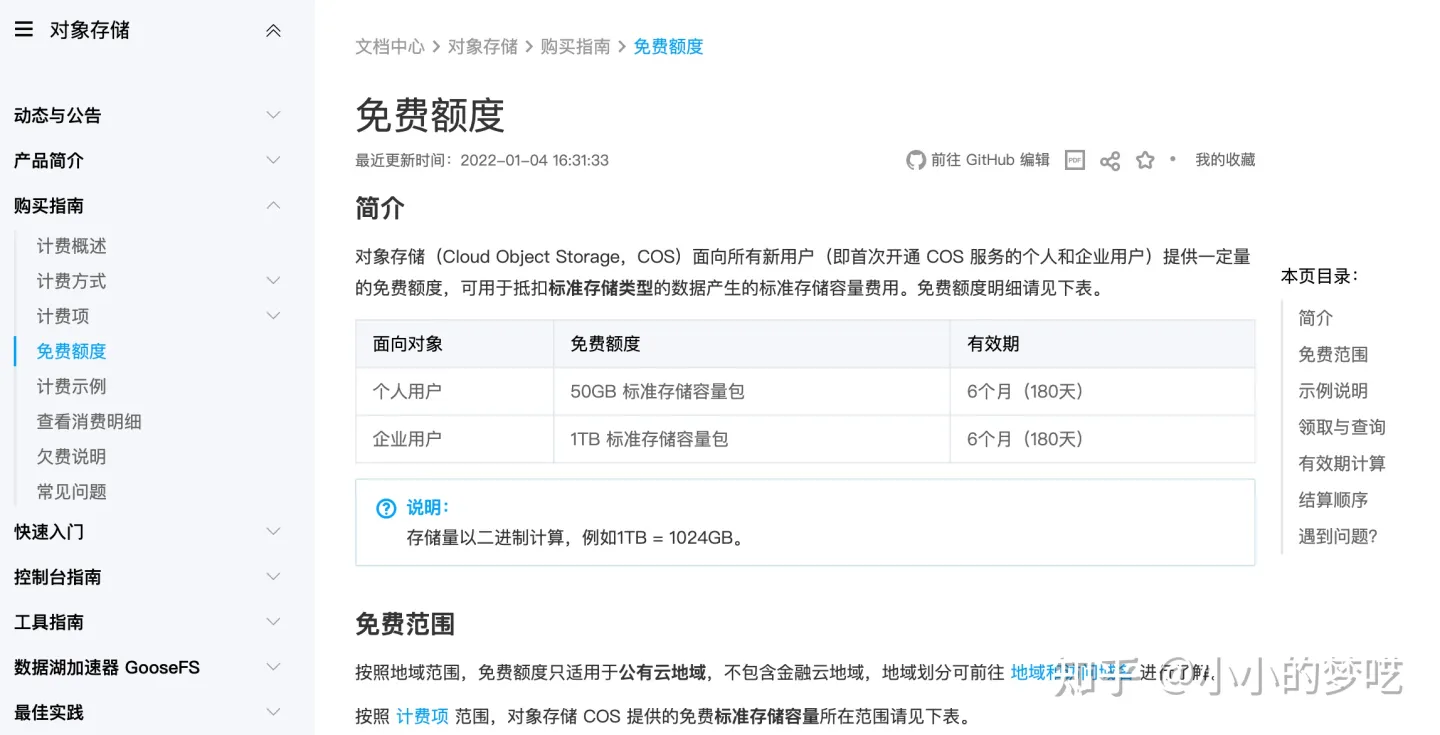 对象存储
动态与公告
产品简介
购买指南
计费概述
计费方式
计费项
免费额度
计费示例
查看消费明细
欠费说明
常见问题
快速入门
控制台指南
工具指南
数据湖加速器 GooseFS
最佳实践
文档中心 > 对象存储 > 购买指南 > 免费额度
免费额度
最近更新时间：2022-01-04 16:31:33
前往 GitHub 编辑 PDF • 我的收藏
简介
对象存储（Cloud Object Storage，COS）面向所有新用户（即首次开通 COS 服务的个人和企业用户）提供一定量
的免费额度，可用于抵扣标准存储类型的数据产生的标准存储容量费用。免费额度明细请见下表。
面向对象 免费额度 有效期
个人用户 50GB 标准存储容量包 6个月（180天）
企业用户 1TB 标准存储容量包 6个月（180天）
说明：
存储量以二进制计算，例如1TB = 1024GB。
免费范围
按照地域范围，免费额度只适用于公有云地域，不包含金融云地域，地域划分可前往 地域和访问域名 进行了解。
按照 计费项 范围，对象存储 COS 提供的免费标准存储容量所在范围请见下表。
本页目录：
简介
免费范围
示例说明
领取与查询
有效期计算
结算顺序
遇到问题?
知乎 @小小的梦呓